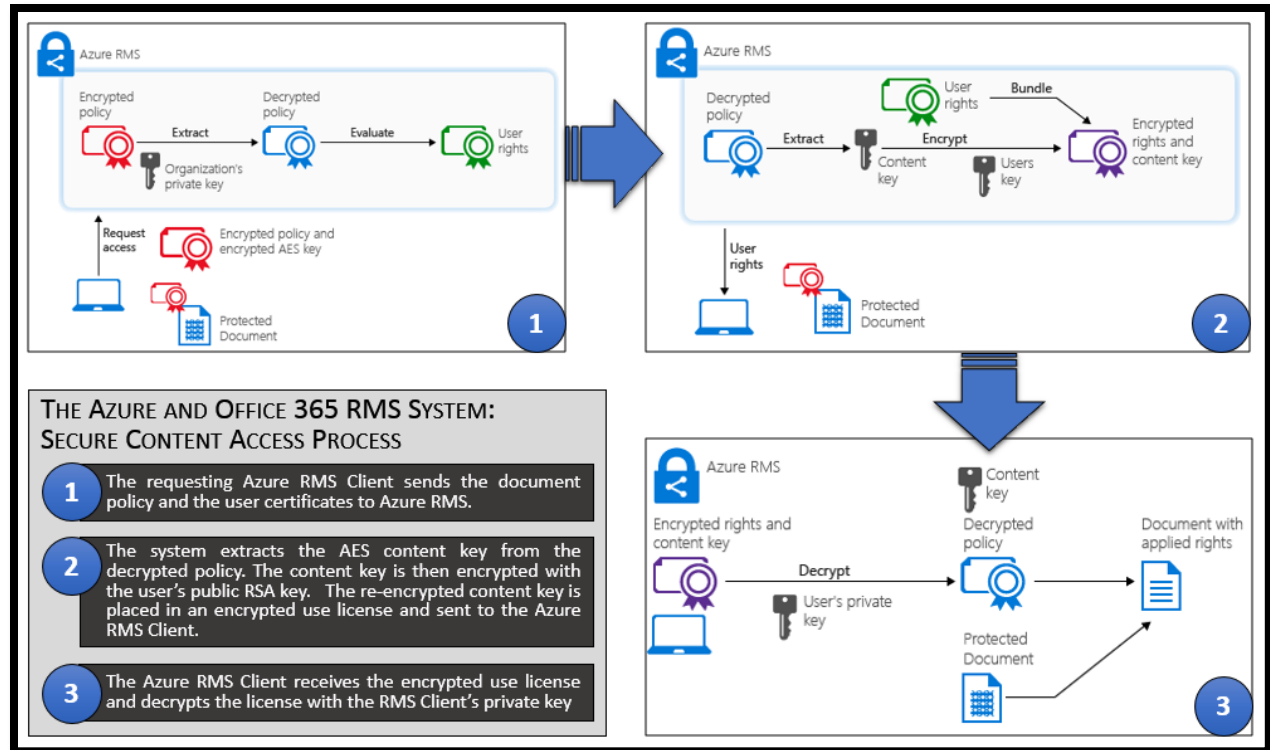 Azure RMS
Encrypted
policy
Decrypted
policy
Extract
Evaluate
User
rights
Organization's
private key
Request
access
Encrypted policy and
encrypted AES key
Protected
Document
1
Azure RMS
Decrypted
policy
User
rights
Bundle
Extract
Encrypt
Encrypted
rights and
content key
Content
key
Users
key
User
rights
Protected
Document
2
THE AZURE AND OFFICE 365 RMS SYSTEM:
SECURE CONTENT ACCESS PROCESS
1
The requesting Azure RMS Client sends the document
policy and the user certificates to Azure RMS.
2
The system extracts the AES content key from the
decrypted policy. The content key is then encrypted with
the user's public RSA key. The re-encrypted content key is
placed in an encrypted use license and sent to the Azure
RMS Client.
3
The Azure RMS Client receives the encrypted use license
and decrypts the license with the RMS Client's private key
Azure RMS
Content
key
Encrypted rights and
content key
Decrypted
policy
Document with
applied rights
Decrypt
User's private
key
Protected
Document
3